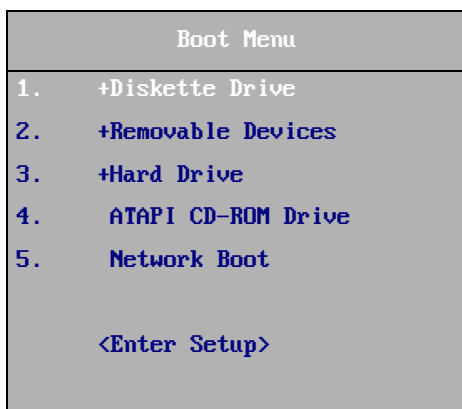 Boot Menu
1. +Diskette Drive
2. +Removable Devices
3. +Hard Drive
4. ATAPI CD-ROM Drive
5. Network Boot
<Enter Setup>